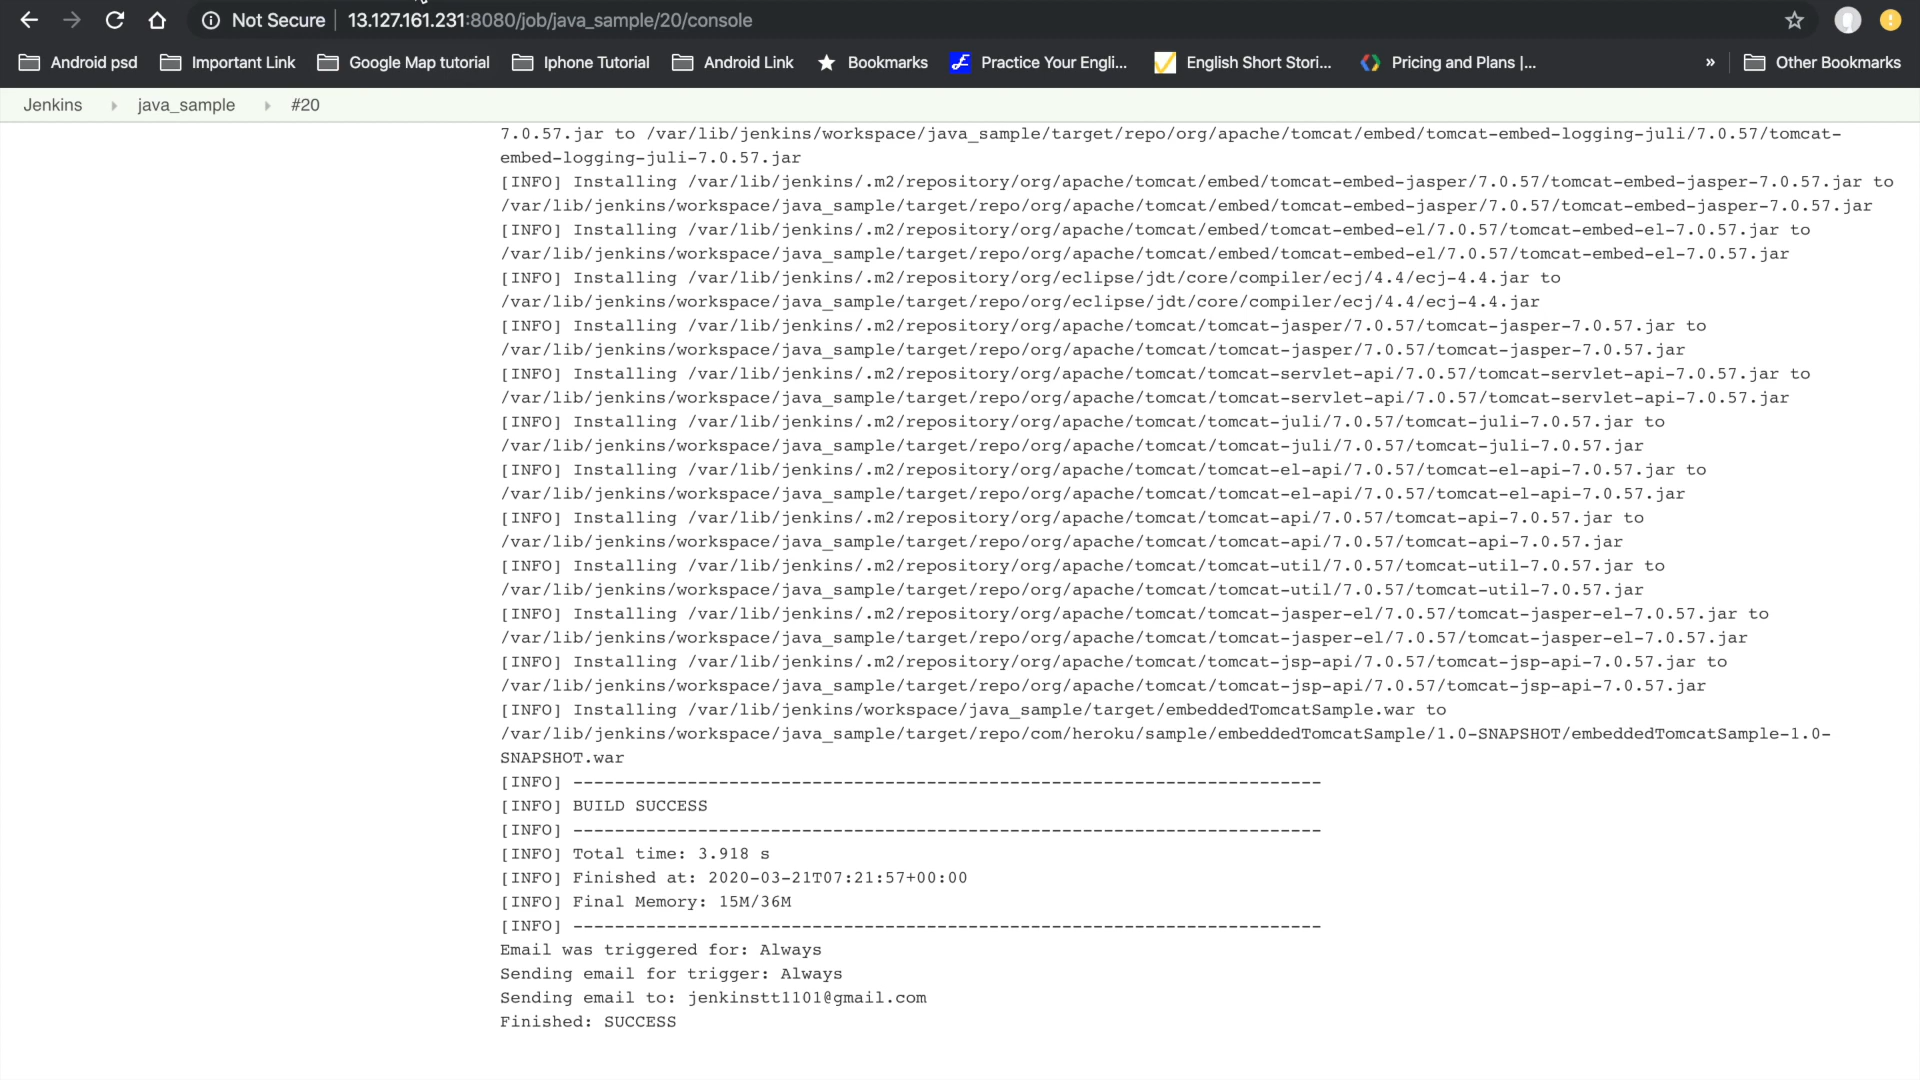 Not Secure 13.127.161.231:8080/job/java_sample/20/console
Android psd Important Link Google Map tutorial Iphone Tutorial Android Link Bookmarks Practice Your Engli... English Short Stori... Pricing and Plans |... » Other Bookmarks
Jenkins java_sample #20
7.0.57.jar to /var/lib/jenkins/workspace/java_sample/target/repo/org/apache/tomcat/embed/tomcat-embed-logging-juli/7.0.57/tomcat-
embed-logging-juli-7.0.57.jar
[INFO] Installing /var/lib/jenkins/.m2/repository/org/apache/tomcat/embed/tomcat-embed-jasper/7.0.57/tomcat-embed-jasper-7.0.57.jar to
/var/lib/jenkins/workspace/java_sample/target/repo/org/apache/tomcat/embed/tomcat-embed-jasper/7.0.57/tomcat-embed-jasper-7.0.57.jar
[INFO] Installing /var/lib/jenkins/.m2/repository/org/apache/tomcat/embed/tomcat-embed-el/7.0.57/tomcat-embed-el-7.0.57.jar to
/var/lib/jenkins/workspace/java_sample/target/repo/org/apache/tomcat/embed/tomcat-embed-el/7.0.57/tomcat-embed-el-7.0.57.jar
[INFO] Installing /var/lib/jenkins/.m2/repository/org/eclipse/jdt/core/compiler/ecj/4.4/ecj-4.4.jar to
/var/lib/jenkins/workspace/java_sample/target/repo/org/eclipse/jdt/core/compiler/ecj/4.4/ecj-4.4.jar
[INFO] Installing /var/lib/jenkins/.m2/repository/org/apache/tomcat/tomcat-jasper/7.0.57/tomcat-jasper-7.0.57.jar to
/var/lib/jenkins/workspace/java_sample/target/repo/org/apache/tomcat/tomcat-jasper/7.0.57/tomcat-jasper-7.0.57.jar
[INFO] Installing /var/lib/jenkins/.m2/repository/org/apache/tomcat/tomcat-servlet-api/7.0.57/tomcat-servlet-api-7.0.57.jar to
/var/lib/jenkins/workspace/java_sample/target/repo/org/apache/tomcat/tomcat-servlet-api/7.0.57/tomcat-servlet-api-7.0.57.jar
[INFO] Installing /var/lib/jenkins/.m2/repository/org/apache/tomcat/tomcat-juli/7.0.57/tomcat-juli-7.0.57.jar to
/var/lib/jenkins/workspace/java_sample/target/repo/org/apache/tomcat/tomcat-juli/7.0.57/tomcat-juli-7.0.57.jar
[INFO] Installing /var/lib/jenkins/.m2/repository/org/apache/tomcat/tomcat-el-api/7.0.57/tomcat-el-api-7.0.57.jar to
/var/lib/jenkins/workspace/java_sample/target/repo/org/apache/tomcat/tomcat-el-api/7.0.57/tomcat-el-api-7.0.57.jar
[INFO] Installing /var/lib/jenkins/.m2/repository/org/apache/tomcat/tomcat-api/7.0.57/tomcat-api-7.0.57.jar to
/var/lib/jenkins/workspace/java_sample/target/repo/org/apache/tomcat/tomcat-api/7.0.57/tomcat-api-7.0.57.jar
[INFO] Installing /var/lib/jenkins/.m2/repository/org/apache/tomcat/tomcat-util/7.0.57/tomcat-util-7.0.57.jar to
/var/lib/jenkins/workspace/java_sample/target/repo/org/apache/tomcat/tomcat-util/7.0.57/tomcat-util-7.0.57.jar
[INFO] Installing /var/lib/jenkins/.m2/repository/org/apache/tomcat/tomcat-jasper-el/7.0.57/tomcat-jasper-el-7.0.57.jar to
/var/lib/jenkins/workspace/java_sample/target/repo/org/apache/tomcat/tomcat-jasper-el/7.0.57/tomcat-jasper-el-7.0.57.jar
[INFO] Installing /var/lib/jenkins/.m2/repository/org/apache/tomcat/tomcat-jsp-api/7.0.57/tomcat-jsp-api-7.0.57.jar to
/var/lib/jenkins/workspace/java_sample/target/repo/org/apache/tomcat/tomcat-jsp-api/7.0.57/tomcat-jsp-api-7.0.57.jar
[INFO] Installing /var/lib/jenkins/workspace/java_sample/target/embeddedTomcatSample.war to
/var/lib/jenkins/workspace/java_sample/target/repo/com/heroku/sample/embeddedTomcatSample/1.0-SNAPSHOT/embeddedTomcatSample-1.0-
SNAPSHOT.war
[INFO] ------------------------------------------------------------------------
[INFO] BUILD SUCCESS
[INFO] ------------------------------------------------------------------------
[INFO] Total time: 3.918 s
[INFO] Finished at: 2020-03-21T07:21:57+00:00
[INFO] Final Memory: 15M/36M
[INFO] ------------------------------------------------------------------------
Email was triggered for: Always
Sending email for trigger: Always
Sending email to: jenkinstt1101@gmail.com
Finished: SUCCESS